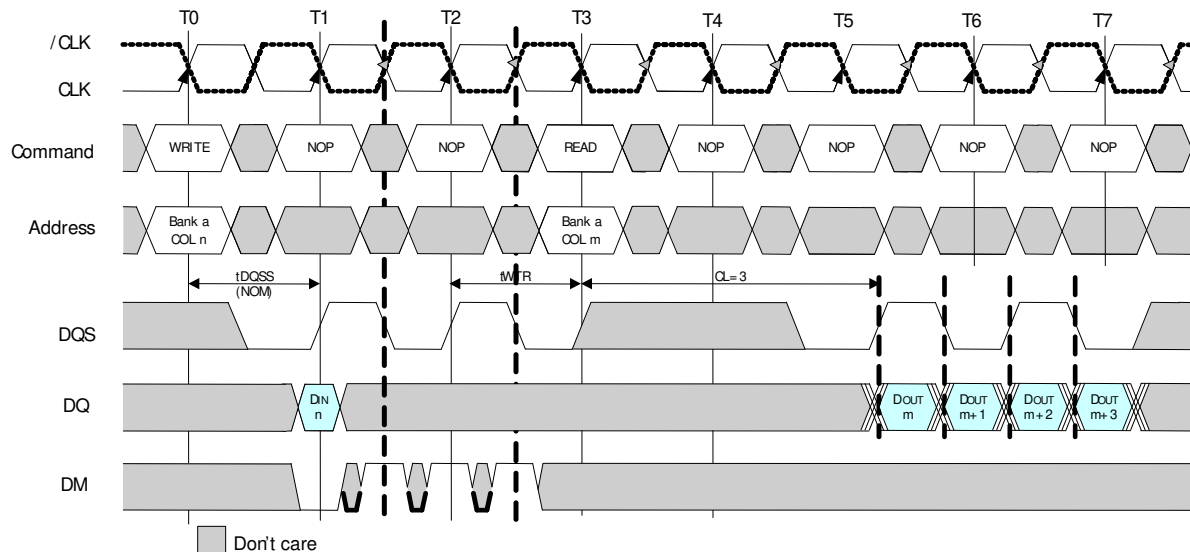 T0 T1 T2 T3 T4 T5 T6 T7
/CLK
CLK
Command WRITE NOP NOP READ NOP NOP NOP NOP
Address Bank a COL n Bank a COL m
tDQSS (NOM) tWTR CL= 3
DQS
DQ DIN n DOUT m DOUT m+1 DOUT m+2 DOUT m+3
DM
Don't care